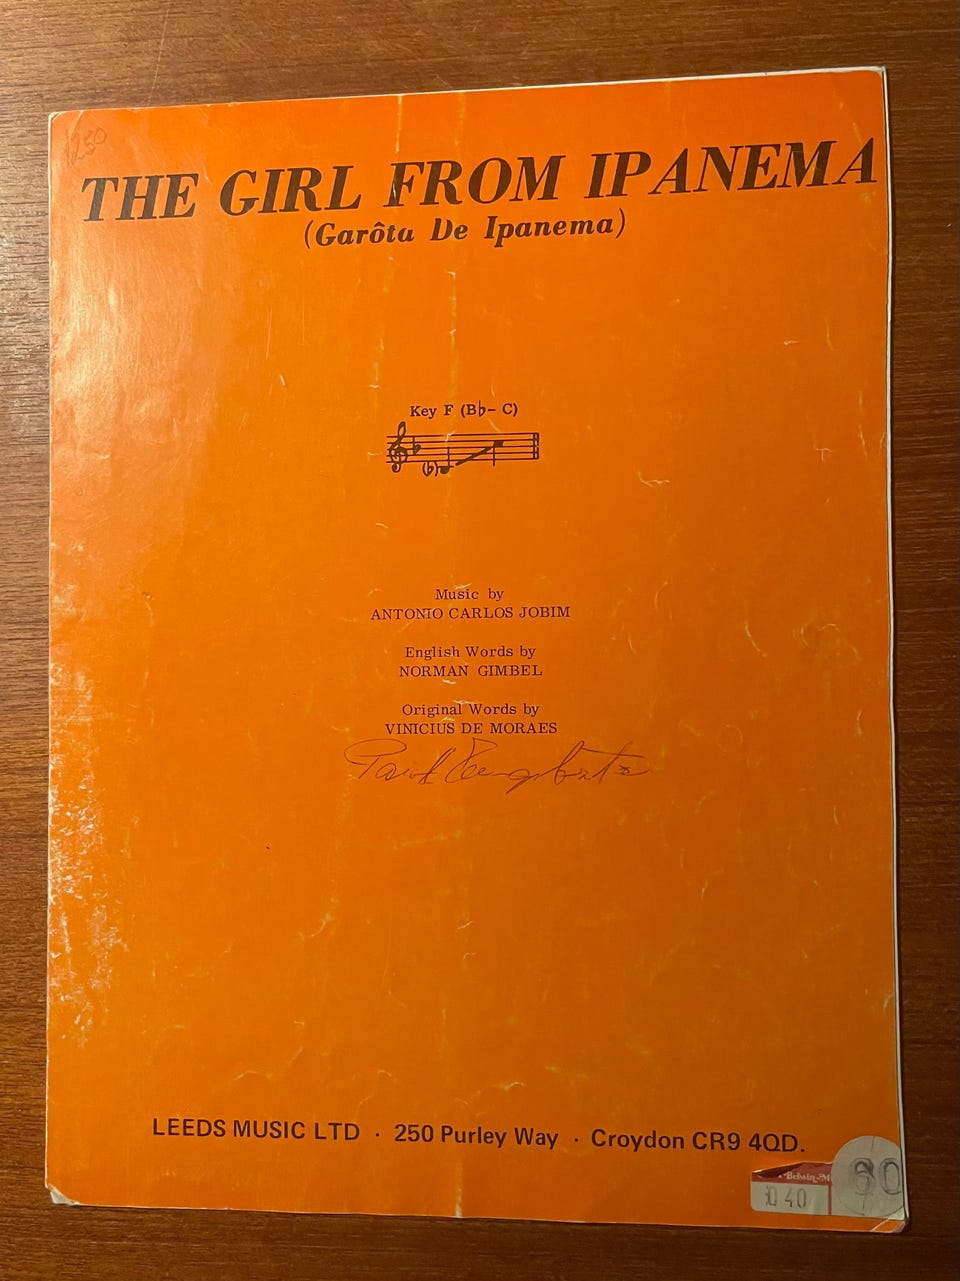 1250
THE GIRL FROM IPANEMA
(Garôta De Ipanema)
Key F (B♭– C)
(♭)
Music by
ANTONIO CARLOS JOBIM
English Words by
NORMAN GIMBEL
Original Words by
VINICIUS DE MORAES
LEEDS MUSIC LTD · 250 Purley Way · Croydon CR9 4QD.
Belwin-M
40
60